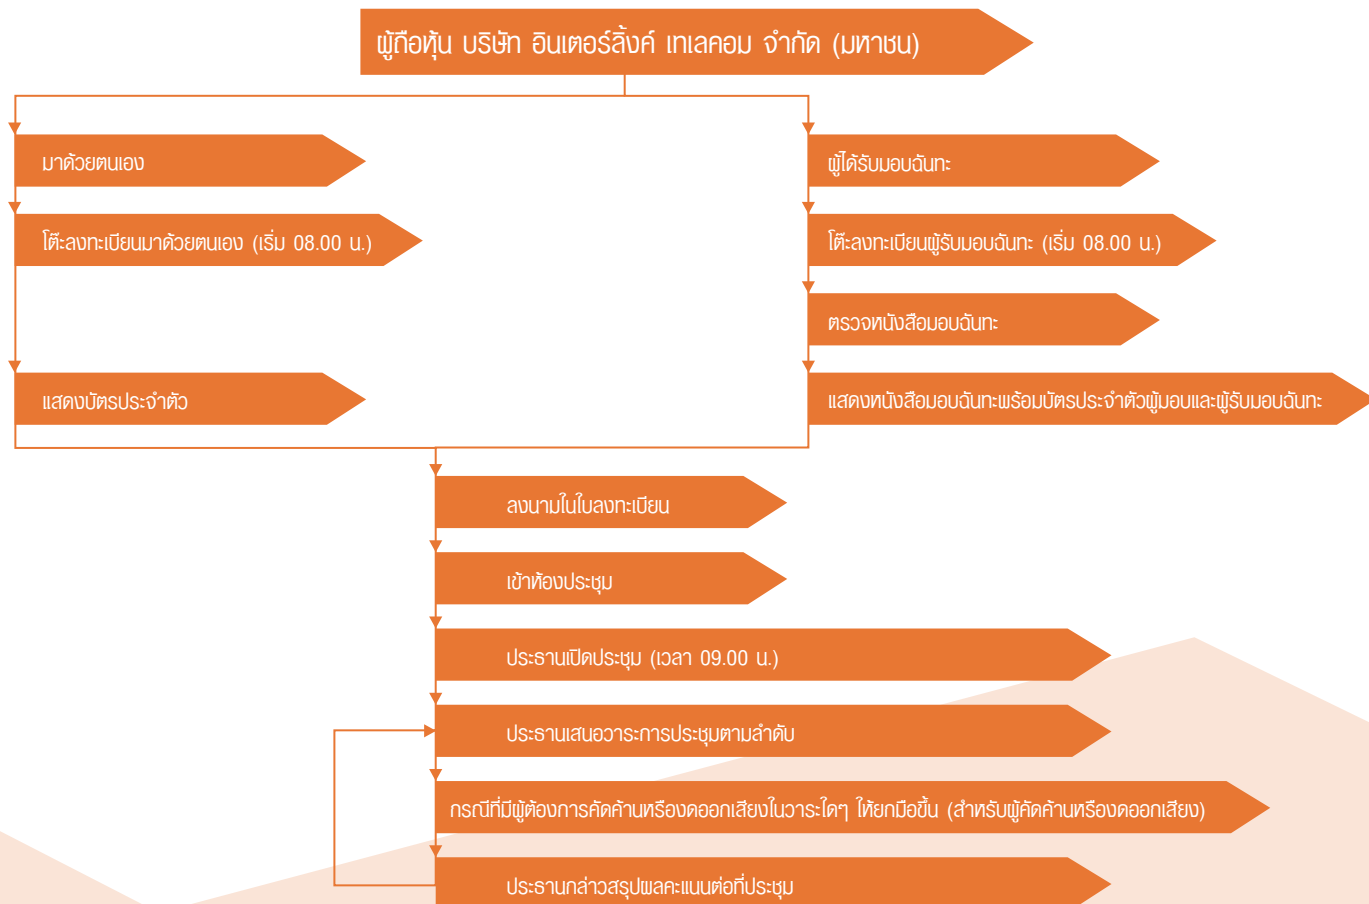 ผู้ถือหุ้น บริษัท อินเตอร์ลิ้งค์ เทเลคอม จำกัด (มหาชน)
มาด้วยตนเอง
โต๊ะลงทะเบียนมาด้วยตนเอง (เริ่ม 08.00 น.)
แสดงบัตรประจำตัว
ผู้ได้รับมอบฉันทะ
โต๊ะลงทะเบียนผู้รับมอบฉันทะ (เริ่ม 08.00 น.)
ตรวจหนังสือมอบฉันทะ
แสดงหนังสือมอบฉันทะพร้อมบัตรประจำตัวผู้มอบและผู้รับมอบฉันทะ
ลงนามในใบลงทะเบียน
เข้าห้องประชุม
ประธานเปิดประชุม (เวลา 09.00 น.)
ประธานเสนอวาระการประชุมตามลำดับ
กรณีที่มีผู้ต้องการคัดค้านหรืองดออกเสียงในวาระใดๆ ให้ยกมือขึ้น (สำหรับผู้คัดค้านหรืองดออกเสียง)
ประธานกล่าวสรุปผลคะแนนต่อที่ประชุม